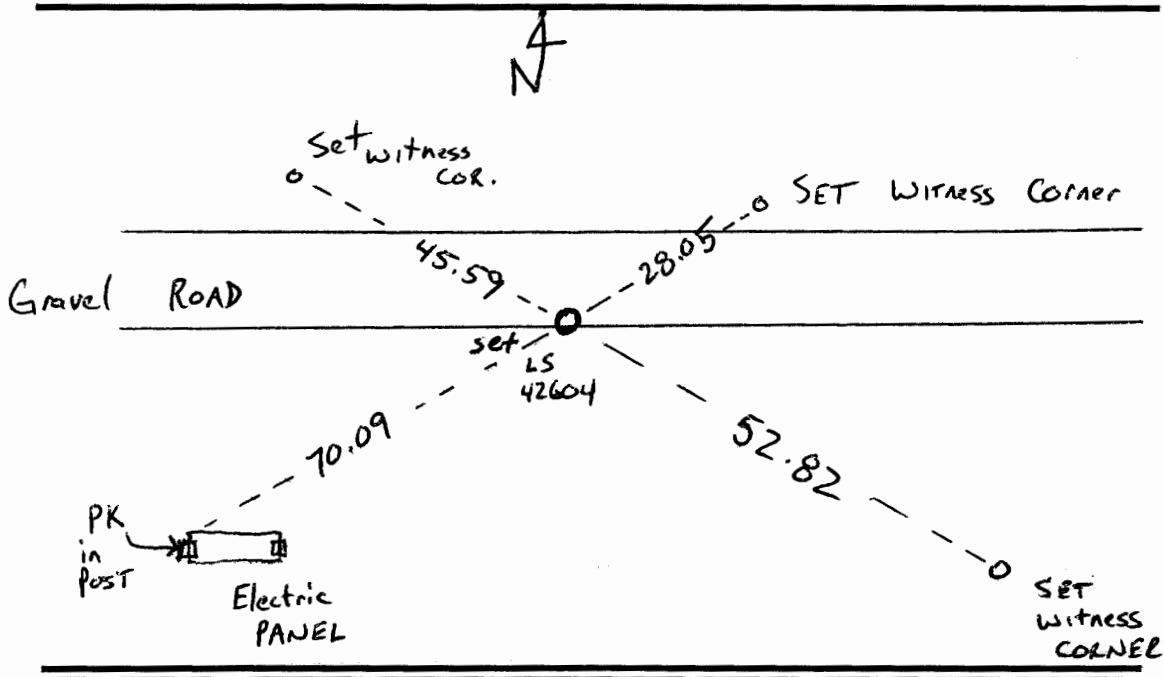 N
Set witness
COR.
SET Witness Corner
45.59
28.05
Gravel ROAD
set
LS
42604
70.09
52.82
PK
in
POST
Electric
PANEL
SET
witness
CORNER